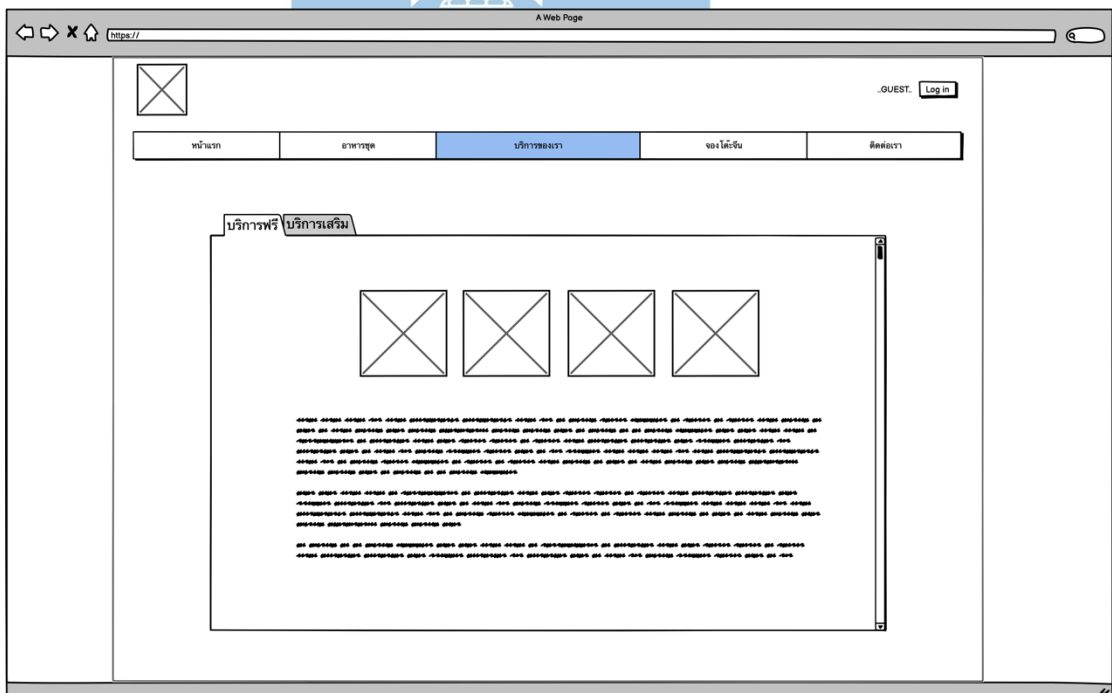 A Web Page
https://
..GUEST.. Log in
หน้าแรก อาหารชุด บริการของเรา จองโต๊ะจีน ติดต่อเรา
บริการฟรี บริการเสริม